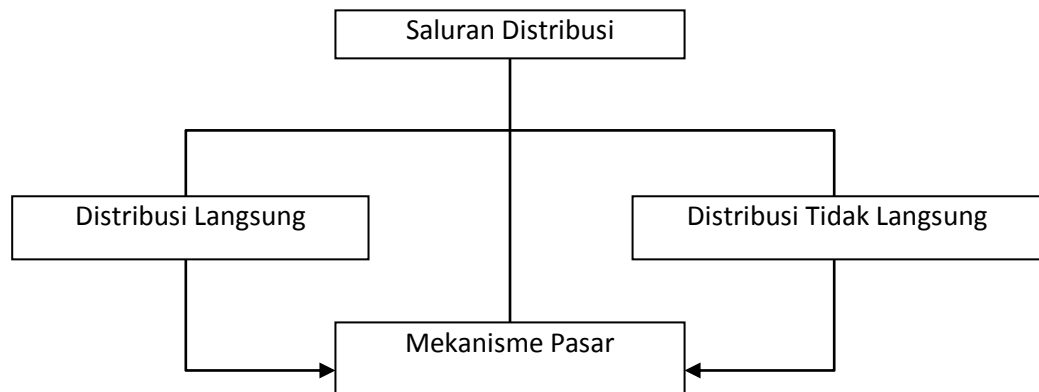 Saluran Distribusi
Distribusi Langsung
Distribusi Tidak Langsung
Mekanisme Pasar